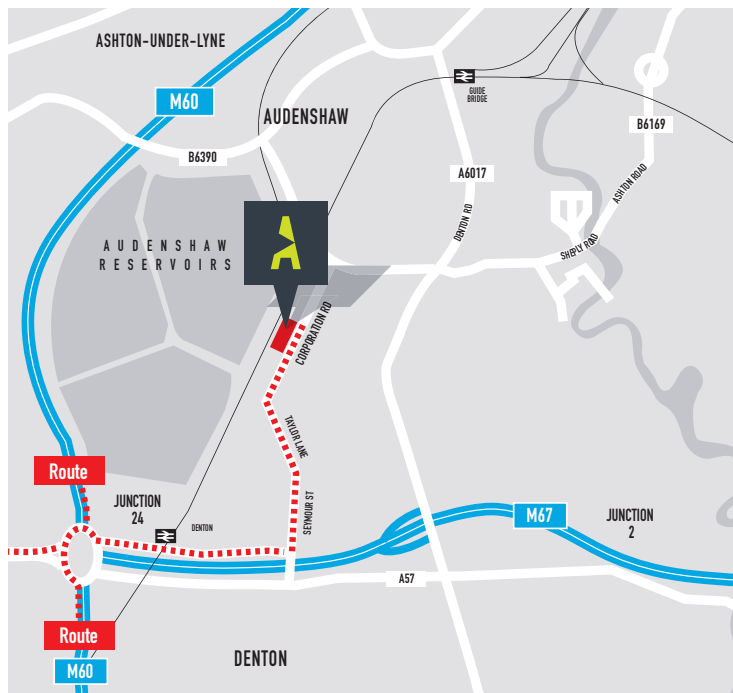 ASHTON-UNDER-LYNE
M60
GUIDE
BRIDGE
AUDENSHAW
B6169
B6390
A6017
ASHTON ROAD
DENTON RD
AUDENSHAW
RESERVOIRS
SHEPLY ROAD
CORPORATION RD
TAYLOR LANE
Route
JUNCTION
24
SEYMOUR ST
DENTON
M67
JUNCTION
2
A57
Route
M60
DENTON